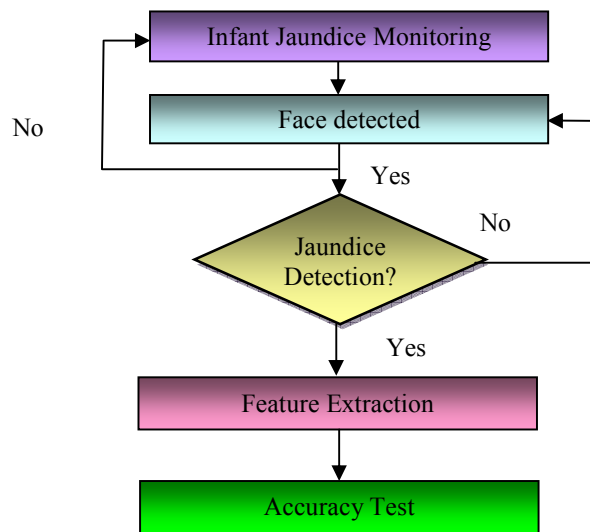 Infant Jaundice Monitoring
Face detected
No
Yes
No
Jaundice
Detection?
Yes
Feature Extraction
Accuracy Test